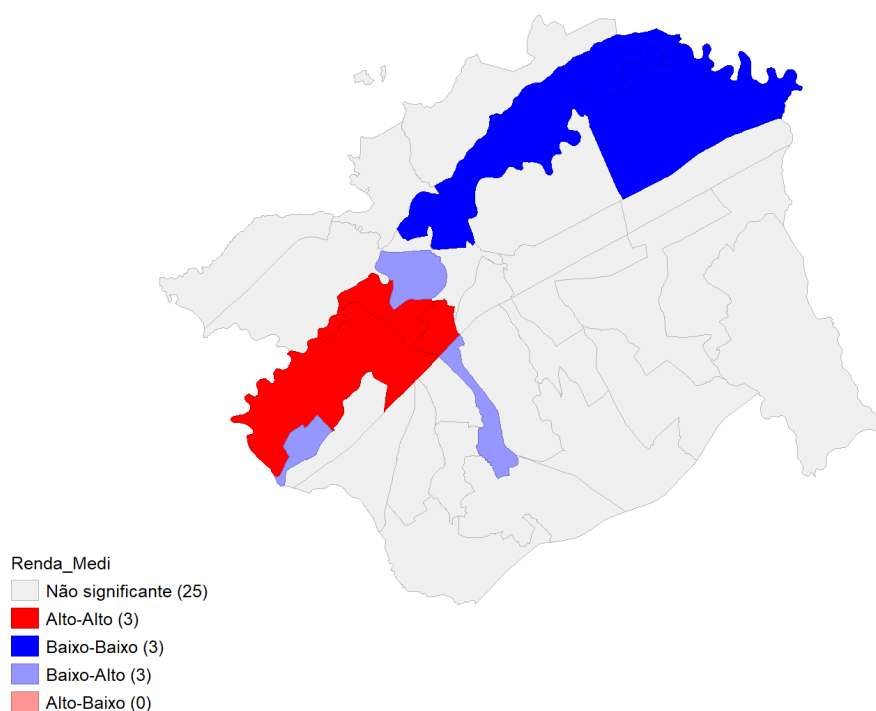 Renda_Medi
Não significante (25)
Alto-Alto (3)
Baixo-Baixo (3)
Baixo-Alto (3)
Alto-Baixo (0)